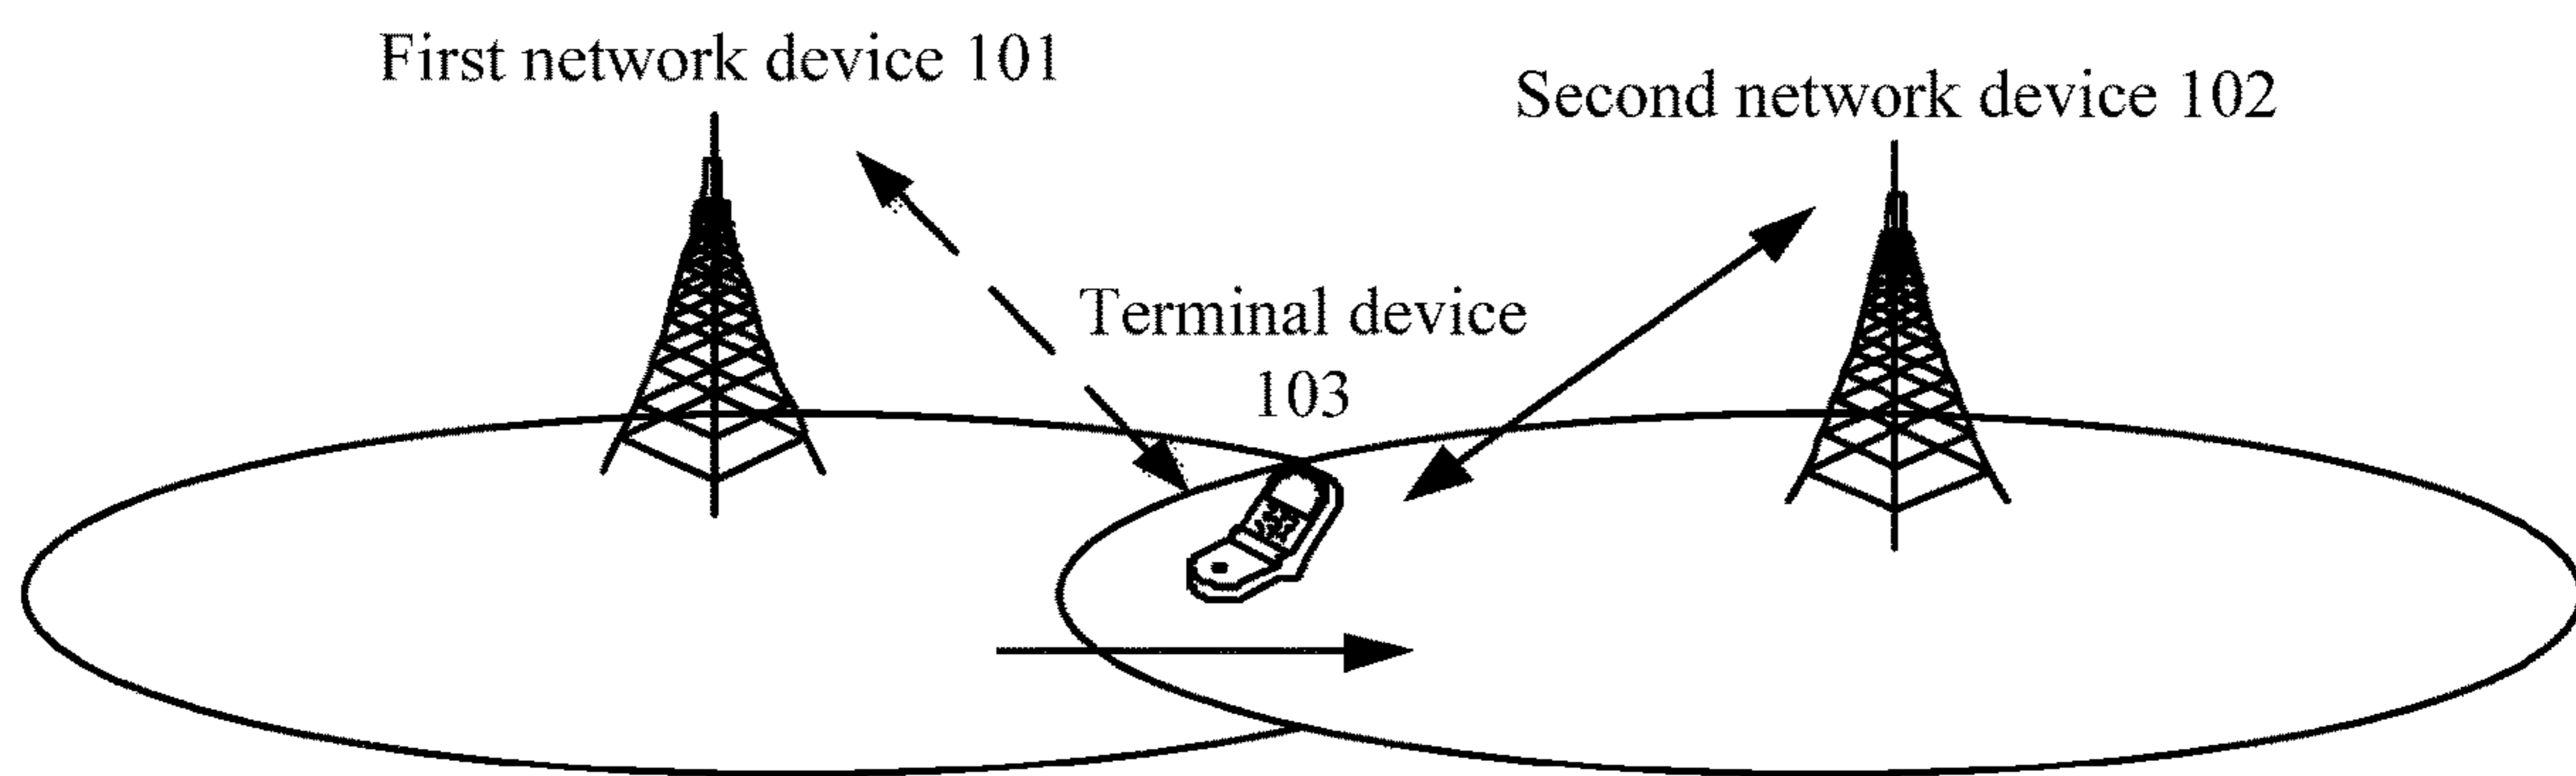 First network device 101
Second network device 102
Terminal device
103